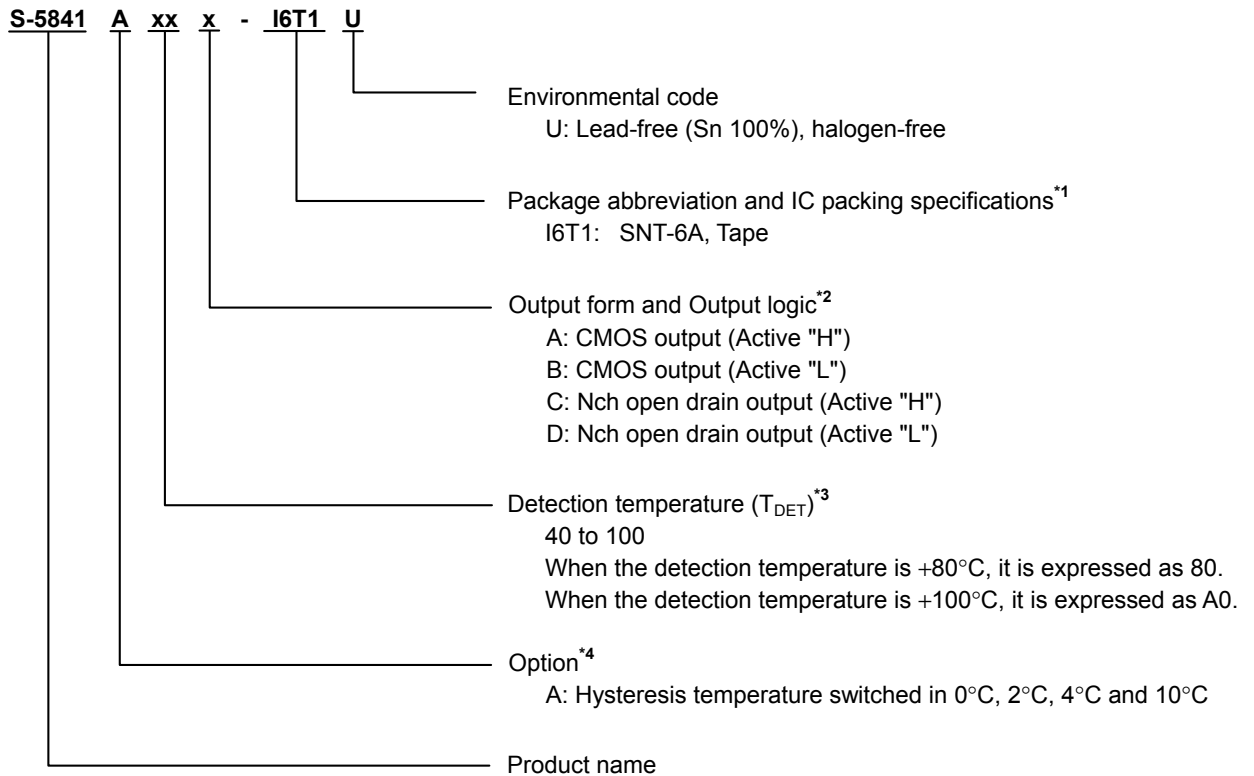 S-5841 A xx x - I6T1 U
Environmental code
U: Lead-free (Sn 100%), halogen-free
Package abbreviation and IC packing specifications*1
I6T1: SNT-6A, Tape
Output form and Output logic*2
A: CMOS output (Active "H")
B: CMOS output (Active "L")
C: Nch open drain output (Active "H")
D: Nch open drain output (Active "L")
Detection temperature (TDET)*3
40 to 100
When the detection temperature is +80°C, it is expressed as 80.
When the detection temperature is +100°C, it is expressed as A0.
Option*4
A: Hysteresis temperature switched in 0°C, 2°C, 4°C and 10°C
Product name